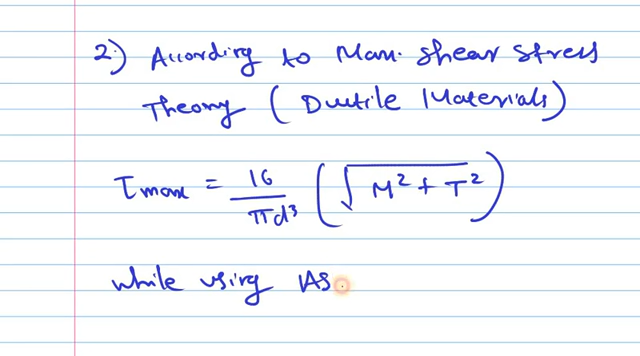 2.) According to Max. shear stress
Theory ( Ductile Materials )
τmax = 16/πd³ ( √M² + T² )
while using AS